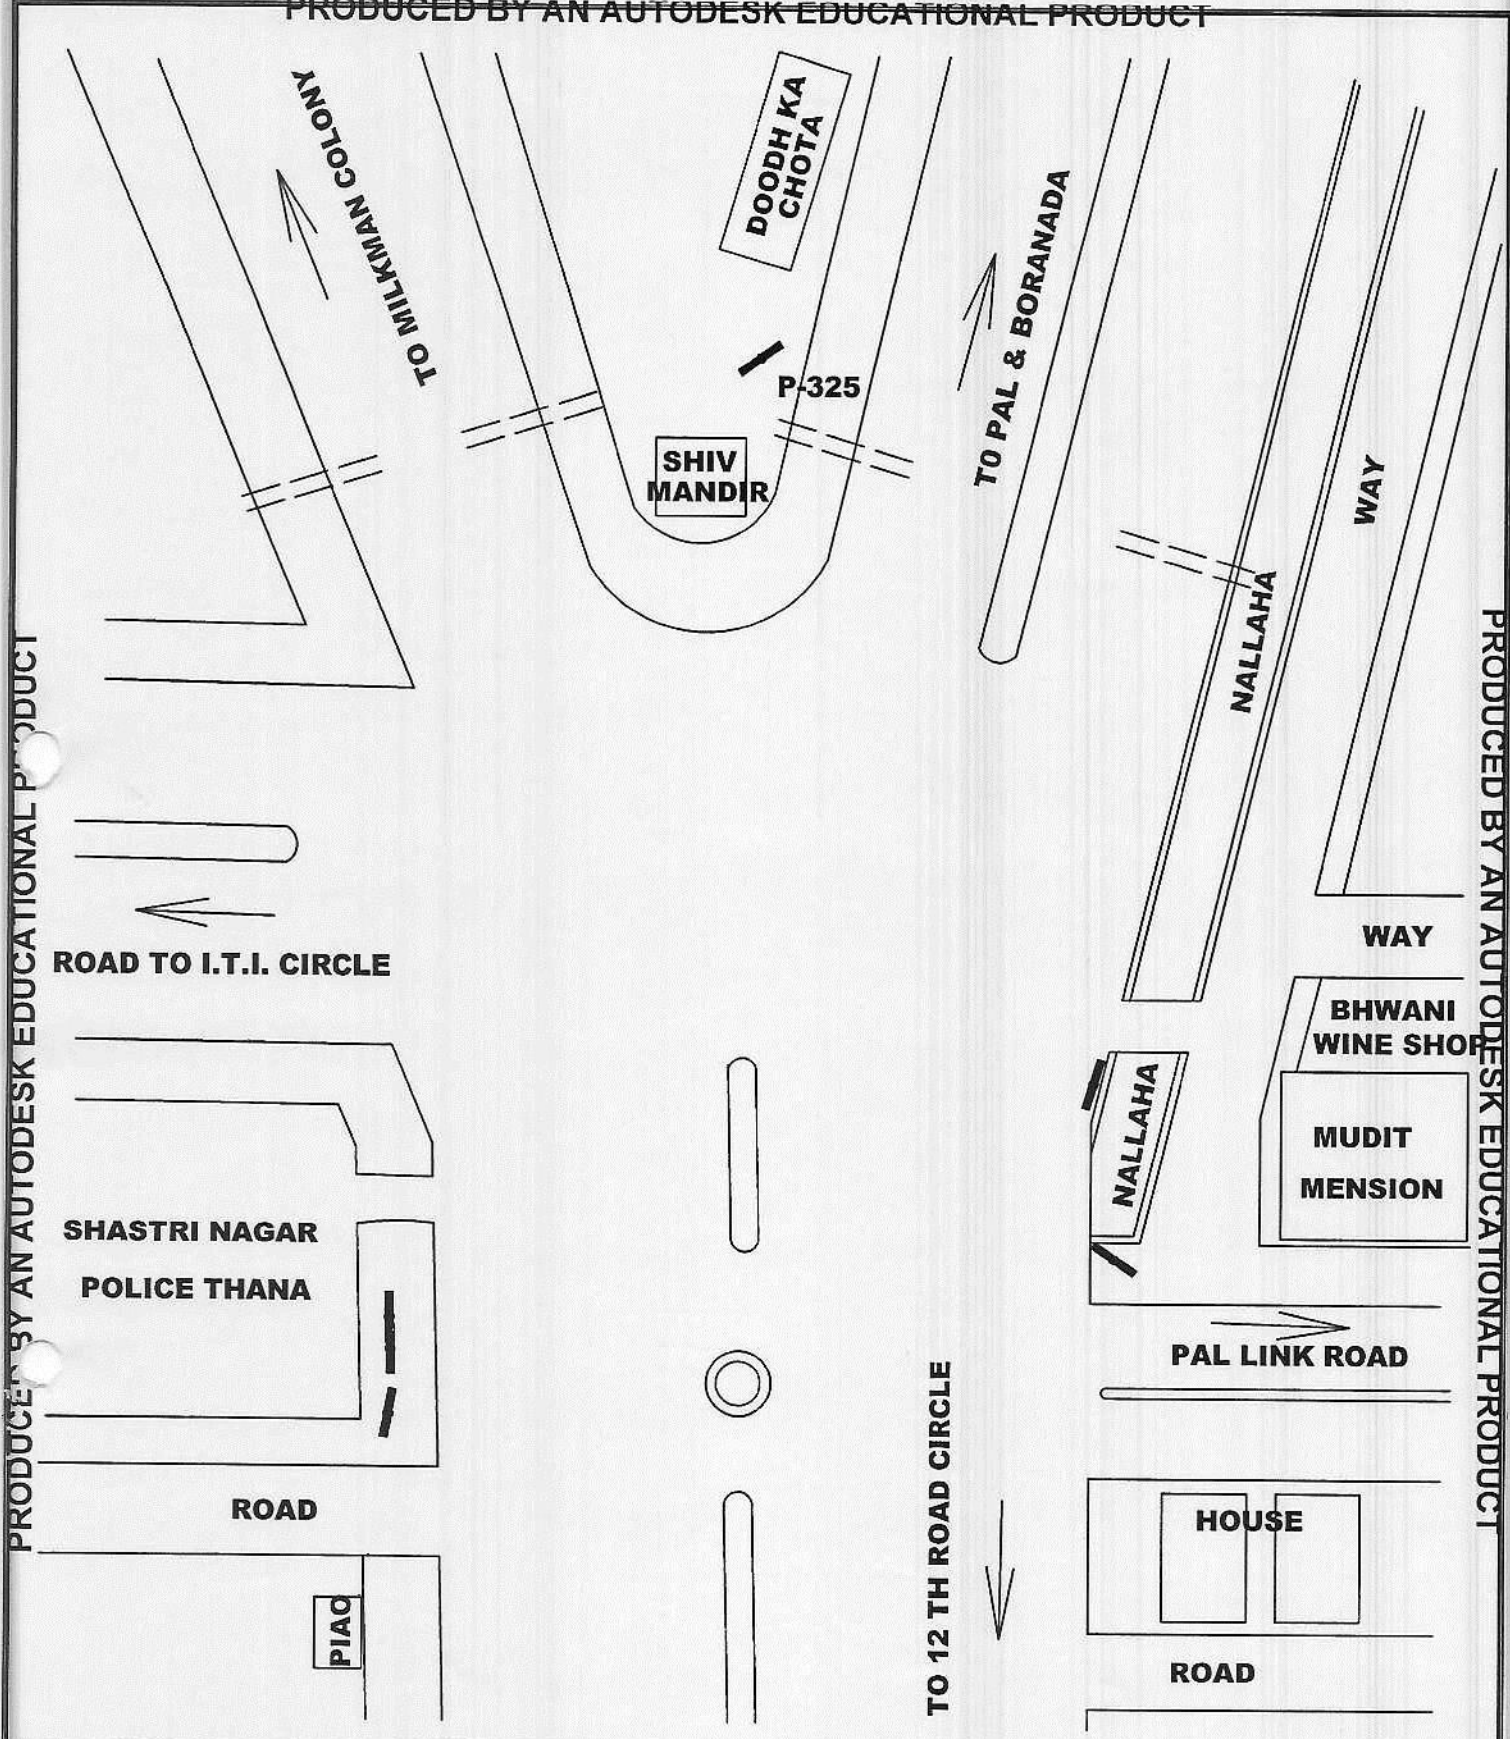 PRODUCED BY AN AUTODESK EDUCATIONAL PRODUCT
TO MILKMAN COLONY
DOODH KA
CHOTA
TO PAL & BORANADA
P-325
SHIV
MANDIR
WAY
NALLAHA
PRODUCED BY AN AUTODESK EDUCATIONAL PRODUCT
PRODUCED BY AN AUTODESK EDUCATIONAL PRODUCT
ROAD TO I.T.I. CIRCLE
WAY
BHWANI
WINE SHOP
NALLAHA
MUDIT
MENSION
SHASTRI NAGAR
POLICE THANA
PAL LINK ROAD
TO 12 TH ROAD CIRCLE
ROAD
HOUSE
PIAO
ROAD